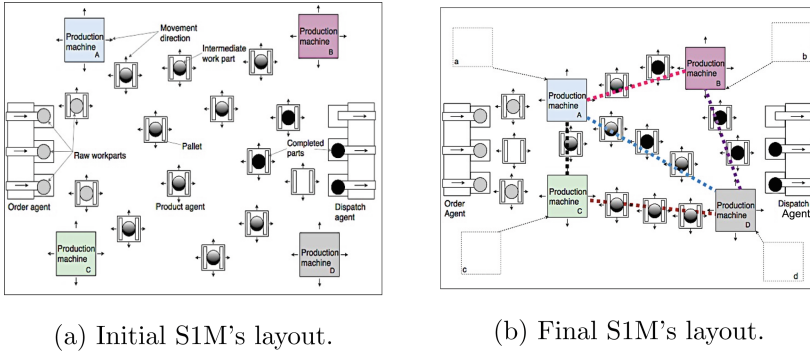 Production
machine
A
Movement
direction
Intermediate
work part
Production
machine
B
Raw workparts
Pallet
Completed
parts
Order agent
Product agent
Dispatch
agent
Production
machine
C
Production
machine
D
(a) Initial S1M's layout.
a
Production
machine
B
b
Production
machine
A
Order
Agent
Production
machine
C
Production
machine
D
Dispatch
Agent
c
d
(b) Final S1M's layout.